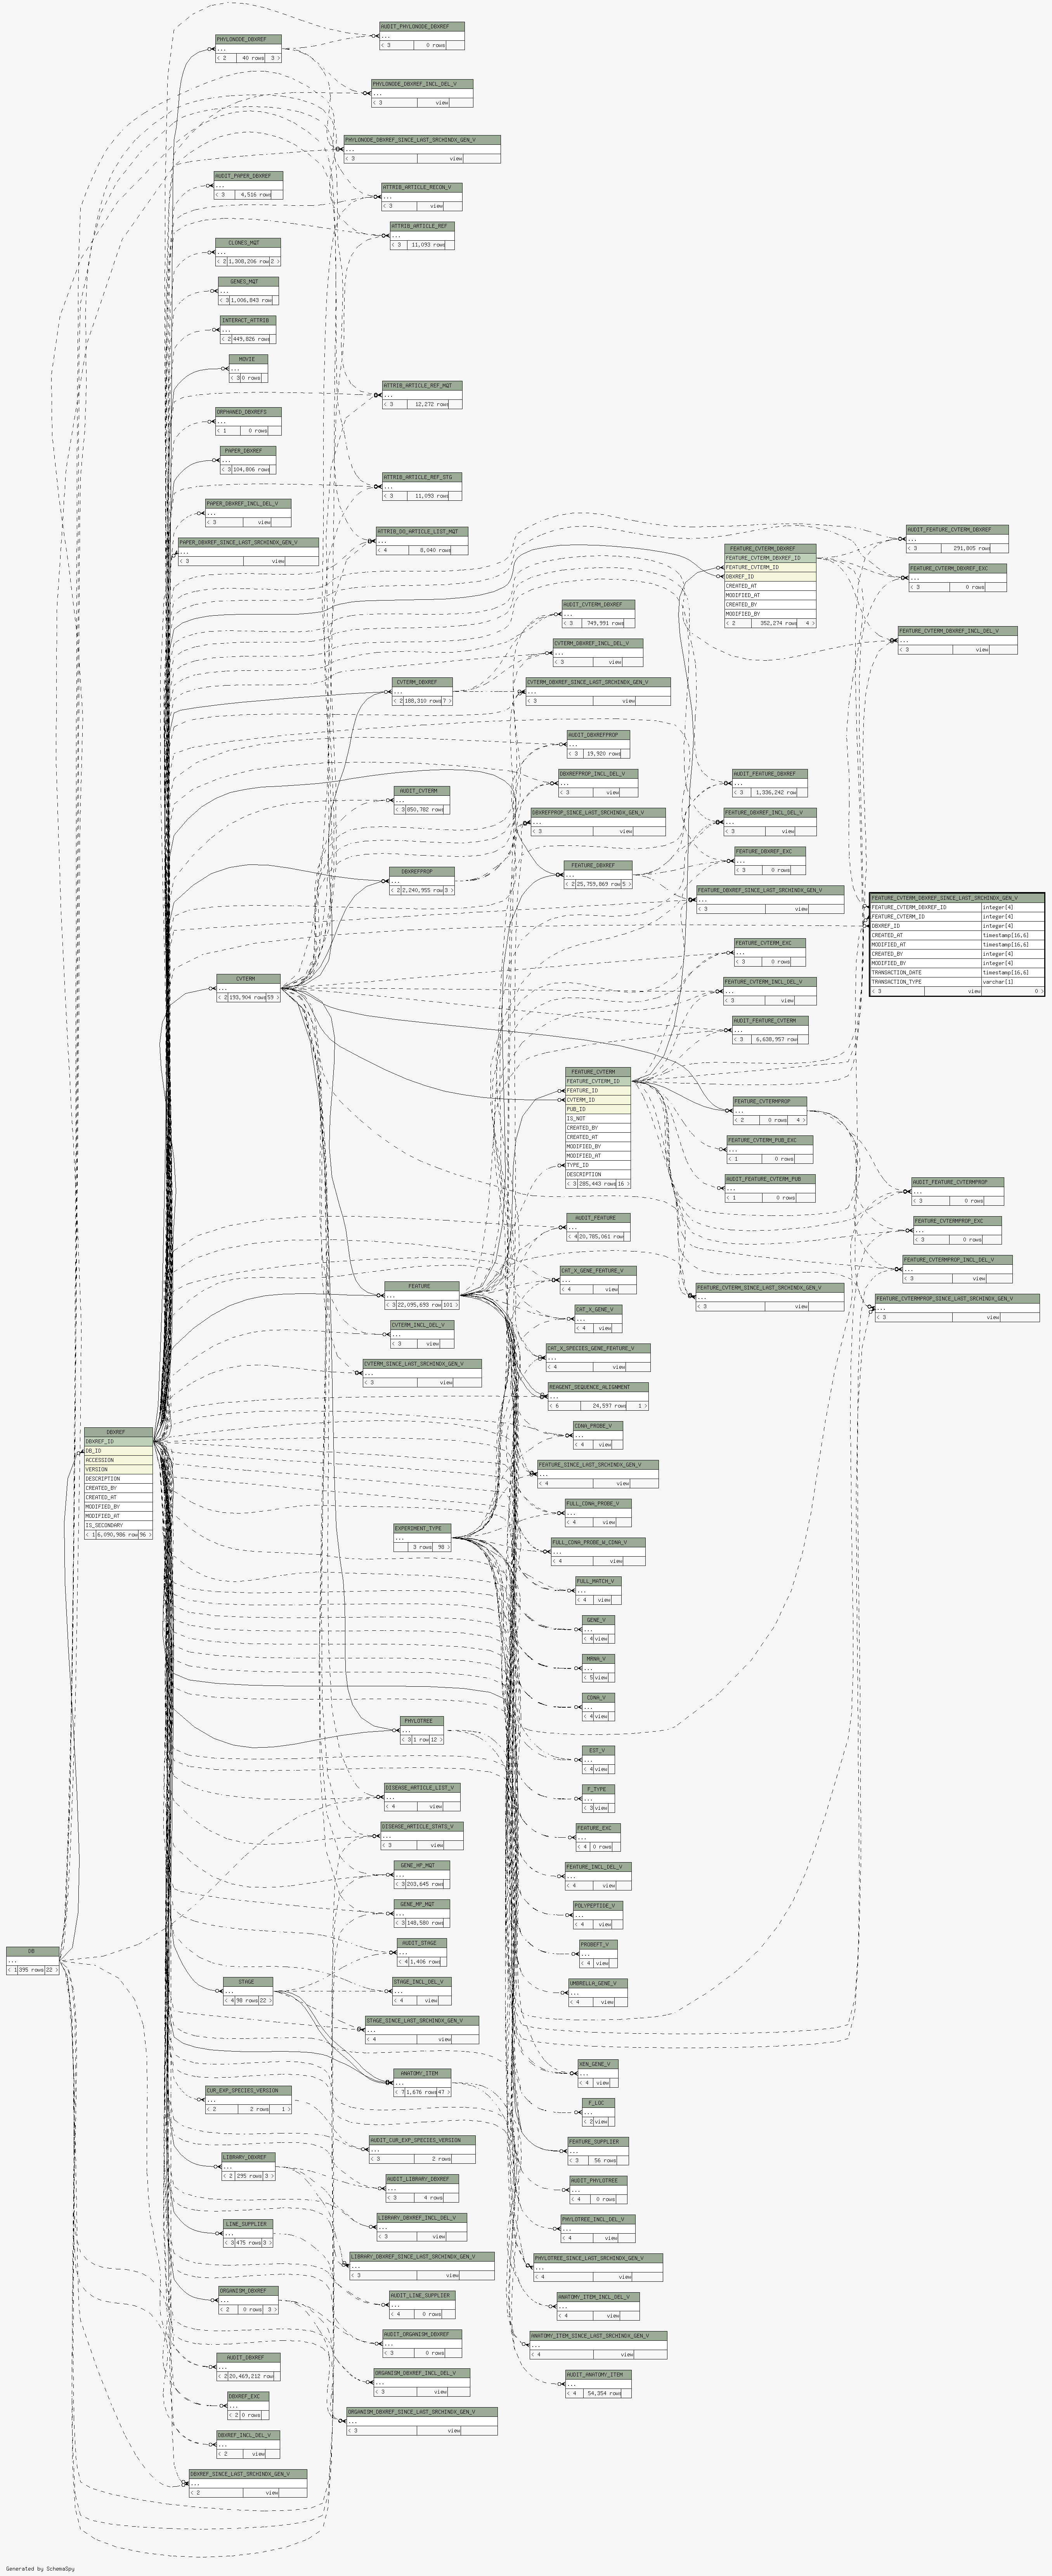 AUDIT_PHYLONODE_DBXREF
...
< 3 0 rows
PHYLONODE_DBXREF
...
< 2 40 rows 3 >
PHYLONODE_DBXREF_INCL_DEL_V
...
< 3 view
PHYLONODE_DBXREF_SINCE_LAST_SRCHINDX_GEN_V
...
< 3 view
AUDIT_PAPER_DBXREF
...
< 3 4,516 rows
ATTRIB_ARTICLE_RECON_V
...
< 3 view
ATTRIB_ARTICLE_REF
...
< 3 11,093 rows
CLONES_MQT
...
< 2 1,308,206 row 2 >
GENES_MQT
...
< 3 1,006,843 row
INTERACT_ATTRIB
...
< 2 449,826 rows
MOVIE
...
< 3 0 rows
ATTRIB_ARTICLE_REF_MQT
...
< 3 12,272 rows
ORPHANED_DBXREFS
...
< 1 0 rows
PAPER_DBXREF
...
< 3 104,806 rows
ATTRIB_ARTICLE_REF_STG
...
< 3 11,093 rows
PAPER_DBXREF_INCL_DEL_V
...
< 3 view
PAPER_DBXREF_SINCE_LAST_SRCHINDX_GEN_V
...
< 3 view
ATTRIB_DO_ARTICLE_LIST_MQT
...
< 4 8,040 rows
FEATURE_CVTERM_DBXREF
FEATURE_CVTERM_DBXREF_ID
FEATURE_CVTERM_ID
DBXREF_ID
CREATED_AT
MODIFIED_AT
CREATED_BY
MODIFIED_BY
< 2 352,274 rows 4 >
AUDIT_FEATURE_CVTERM_DBXREF
...
< 3 291,805 rows
FEATURE_CVTERM_DBXREF_EXC
...
< 3 0 rows
FEATURE_CVTERM_DBXREF_INCL_DEL_V
...
< 3 view
AUDIT_CVTERM_DBXREF
...
< 3 749,991 rows
CVTERM_DBXREF_INCL_DEL_V
...
< 3 view
CVTERM_DBXREF
...
< 2 188,310 rows 7 >
CVTERM_DBXREF_SINCE_LAST_SRCHINDX_GEN_V
...
< 3 view
AUDIT_DBXREFPROP
...
< 3 19,920 rows
DBXREFPROP_INCL_DEL_V
...
< 3 view
AUDIT_FEATURE_DBXREF
...
< 3 1,336,242 row
AUDIT_CVTERM
...
< 3 850,782 rows
DBXREFPROP_SINCE_LAST_SRCHINDX_GEN_V
...
< 3 view
FEATURE_DBXREF_INCL_DEL_V
...
< 3 view
FEATURE_DBXREF_EXC
...
< 3 0 rows
DBXREFPROP
...
< 2 2,240,955 row 3 >
FEATURE_DBXREF
...
< 2 25,759,869 row 5 >
FEATURE_DBXREF_SINCE_LAST_SRCHINDX_GEN_V
...
< 3 view
FEATURE_CVTERM_DBXREF_SINCE_LAST_SRCHINDX_GEN_V
FEATURE_CVTERM_DBXREF_ID integer[4]
FEATURE_CVTERM_ID integer[4]
DBXREF_ID integer[4]
CREATED_AT timestamp[16,6]
MODIFIED_AT timestamp[16,6]
CREATED_BY integer[4]
MODIFIED_BY integer[4]
TRANSACTION_DATE timestamp[16,6]
TRANSACTION_TYPE varchar[1]
< 3 view 0 >
FEATURE_CVTERM_EXC
...
< 3 0 rows
CVTERM
...
< 2 193,904 rows 59 >
FEATURE_CVTERM_INCL_DEL_V
...
< 3 view
AUDIT_FEATURE_CVTERM
...
< 3 6,638,957 row
FEATURE_CVTERM
FEATURE_CVTERM_ID
FEATURE_ID
CVTERM_ID
PUB_ID
IS_NOT
CREATED_BY
CREATED_AT
MODIFIED_BY
MODIFIED_AT
TYPE_ID
DESCRIPTION
< 3 285,443 rows 16 >
FEATURE_CVTERMPROP
...
< 2 0 rows 4 >
FEATURE_CVTERM_PUB_EXC
...
< 1 0 rows
AUDIT_FEATURE_CVTERM_PUB
...
< 1 0 rows
AUDIT_FEATURE_CVTERMPROP
...
< 3 0 rows
FEATURE_CVTERMPROP_EXC
...
< 3 0 rows
FEATURE_CVTERMPROP_INCL_DEL_V
...
< 3 view
FEATURE_CVTERMPROP_SINCE_LAST_SRCHINDX_GEN_V
...
< 3 view
AUDIT_FEATURE
...
< 4 20,785,061 row
CAT_X_GENE_FEATURE_V
...
< 4 view
FEATURE
...
< 3 22,095,693 row 101 >
FEATURE_CVTERM_SINCE_LAST_SRCHINDX_GEN_V
...
< 3 view
CAT_X_GENE_V
...
< 4 view
CVTERM_INCL_DEL_V
...
< 3 view
CAT_X_SPECIES_GENE_FEATURE_V
...
< 4 view
CVTERM_SINCE_LAST_SRCHINDX_GEN_V
...
< 3 view
REAGENT_SEQUENCE_ALIGNMENT
...
< 6 24,597 rows 1 >
DBXREF
DBXREF_ID
DB_ID
ACCESSION
VERSION
DESCRIPTION
CREATED_BY
CREATED_AT
MODIFIED_BY
MODIFIED_AT
IS_SECONDARY
< 1 6,090,986 row 96 >
CDNA_PROBE_V
...
< 4 view
FEATURE_SINCE_LAST_SRCHINDX_GEN_V
...
< 4 view
FULL_CDNA_PROBE_V
...
< 4 view
EXPERIMENT_TYPE
...
3 rows 98 >
FULL_CDNA_PROBE_W_CDNA_V
...
< 4 view
FULL_MATCH_V
...
< 4 view
GENE_V
...
< 4 view
MRNA_V
...
< 5 view
CDNA_V
...
< 4 view
PHYLOTREE
...
< 3 1 row 12 >
EST_V
...
< 4 view
DISEASE_ARTICLE_LIST_V
...
< 4 view
F_TYPE
...
< 3 view
DISEASE_ARTICLE_STATS_V
...
< 3 view
FEATURE_EXC
...
< 4 0 rows
GENE_HP_MQT
...
< 3 203,645 rows
FEATURE_INCL_DEL_V
...
< 4 view
GENE_MP_MQT
...
< 3 148,580 rows
POLYPEPTIDE_V
...
< 4 view
AUDIT_STAGE
...
< 4 1,406 rows
PROBEFT_V
...
< 4 view
DB
...
< 1 395 rows 22 >
STAGE
...
< 4 98 rows 22 >
STAGE_INCL_DEL_V
...
< 4 view
UMBRELLA_GENE_V
...
< 4 view
STAGE_SINCE_LAST_SRCHINDX_GEN_V
...
< 4 view
XEN_GENE_V
...
< 4 view
ANATOMY_ITEM
...
< 7 1,676 rows 47 >
CUR_EXP_SPECIES_VERSION
...
< 2 2 rows 1 >
F_LOC
...
< 2 view
AUDIT_CUR_EXP_SPECIES_VERSION
...
< 3 2 rows
FEATURE_SUPPLIER
...
< 3 56 rows
LIBRARY_DBXREF
...
< 2 295 rows 3 >
AUDIT_LIBRARY_DBXREF
...
< 3 4 rows
AUDIT_PHYLOTREE
...
< 4 0 rows
LINE_SUPPLIER
...
< 3 475 rows 3 >
LIBRARY_DBXREF_INCL_DEL_V
...
< 3 view
PHYLOTREE_INCL_DEL_V
...
< 4 view
LIBRARY_DBXREF_SINCE_LAST_SRCHINDX_GEN_V
...
< 3 view
PHYLOTREE_SINCE_LAST_SRCHINDX_GEN_V
...
< 4 view
ORGANISM_DBXREF
...
< 2 0 rows 3 >
AUDIT_LINE_SUPPLIER
...
< 4 0 rows
ANATOMY_ITEM_INCL_DEL_V
...
< 4 view
AUDIT_ORGANISM_DBXREF
...
< 3 0 rows
ANATOMY_ITEM_SINCE_LAST_SRCHINDX_GEN_V
...
< 4 view
AUDIT_DBXREF
...
< 2 20,469,212 row
ORGANISM_DBXREF_INCL_DEL_V
...
< 3 view
AUDIT_ANATOMY_ITEM
...
< 4 54,354 rows
DBXREF_EXC
...
< 2 0 rows
ORGANISM_DBXREF_SINCE_LAST_SRCHINDX_GEN_V
...
< 3 view
DBXREF_INCL_DEL_V
...
< 2 view
DBXREF_SINCE_LAST_SRCHINDX_GEN_V
...
< 2 view
Generated by SchemaSpy